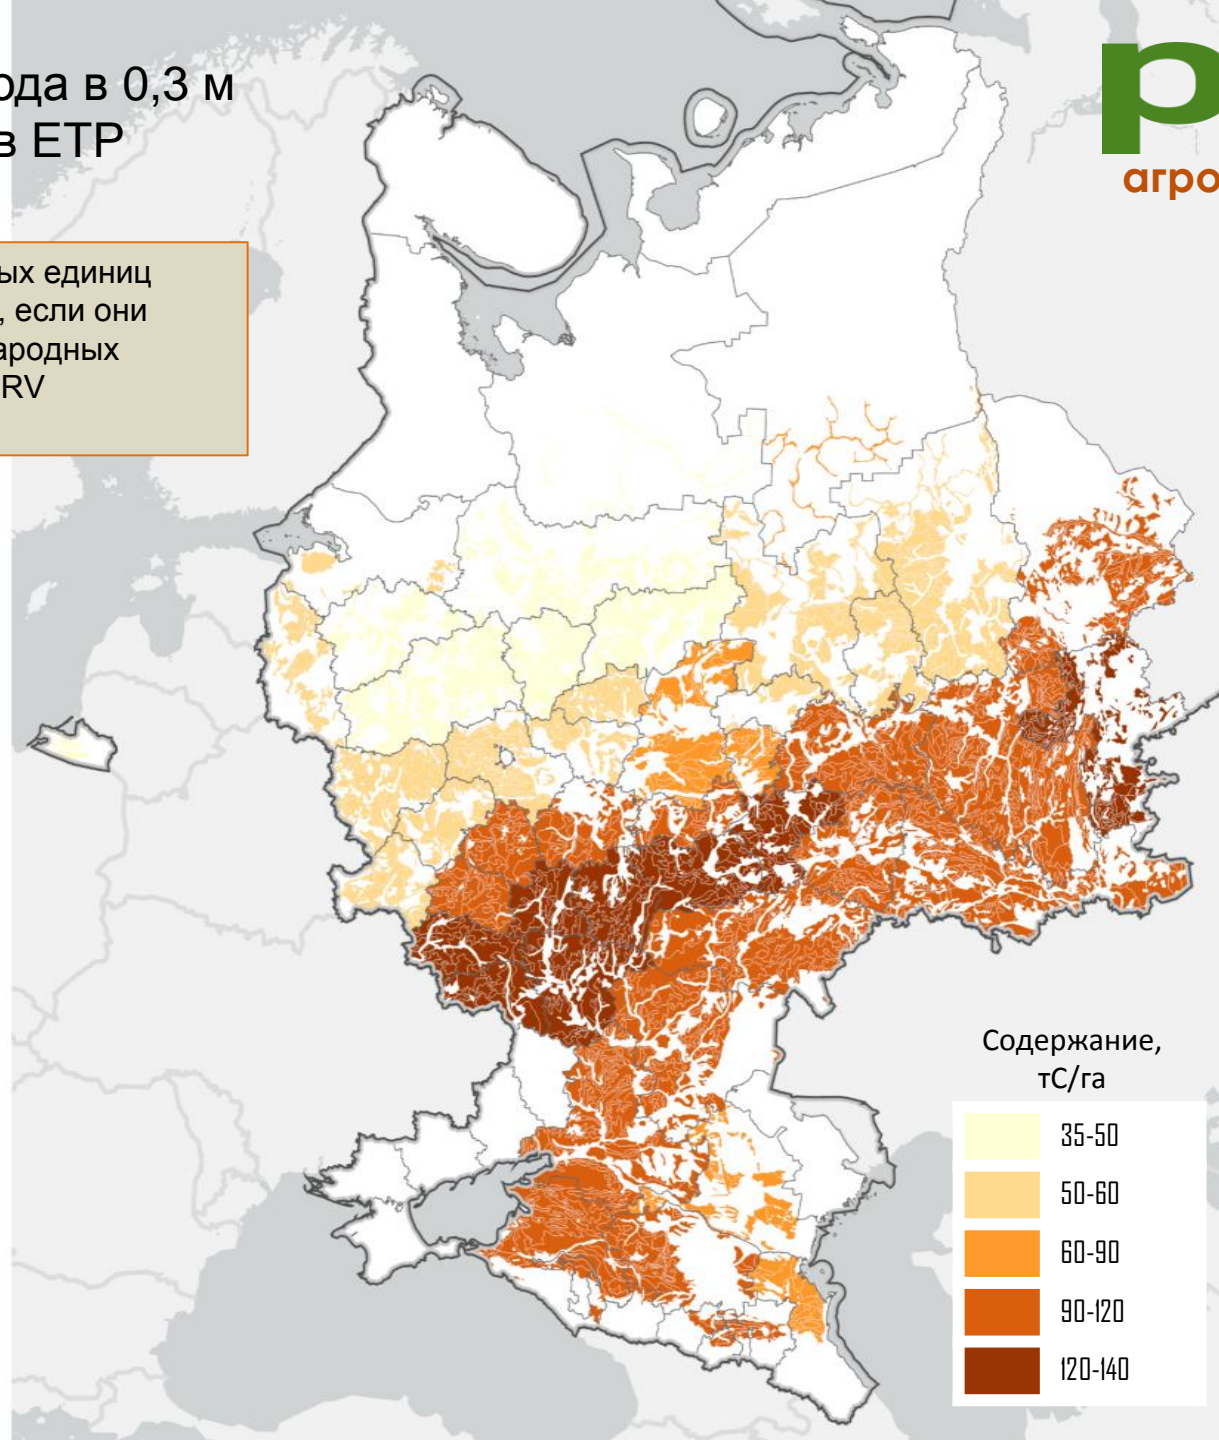 ода в 0,3 м
в ЕТР
ых единиц
, если они
ародных
RV
р
агро
Содержание,
тС/га
35-50
50-60
60-90
90-120
120-140